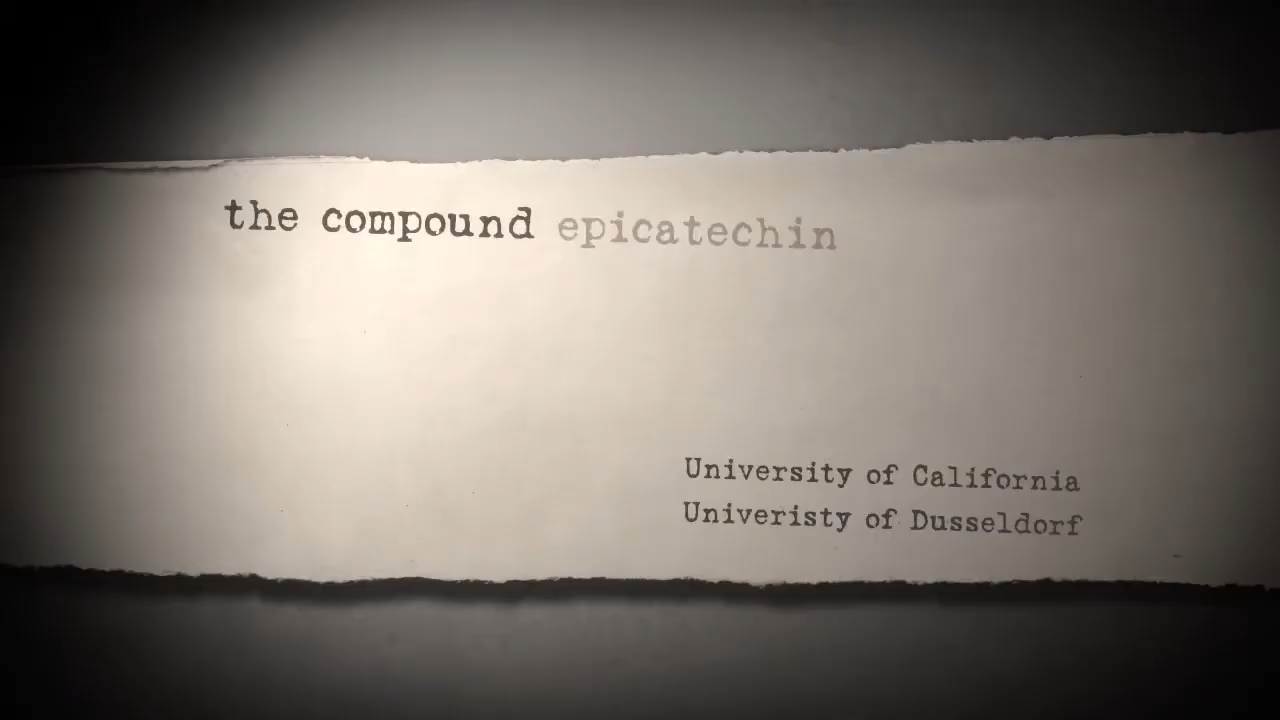 the compound epicatechin
University of California
Univeristy of Dusseldorf